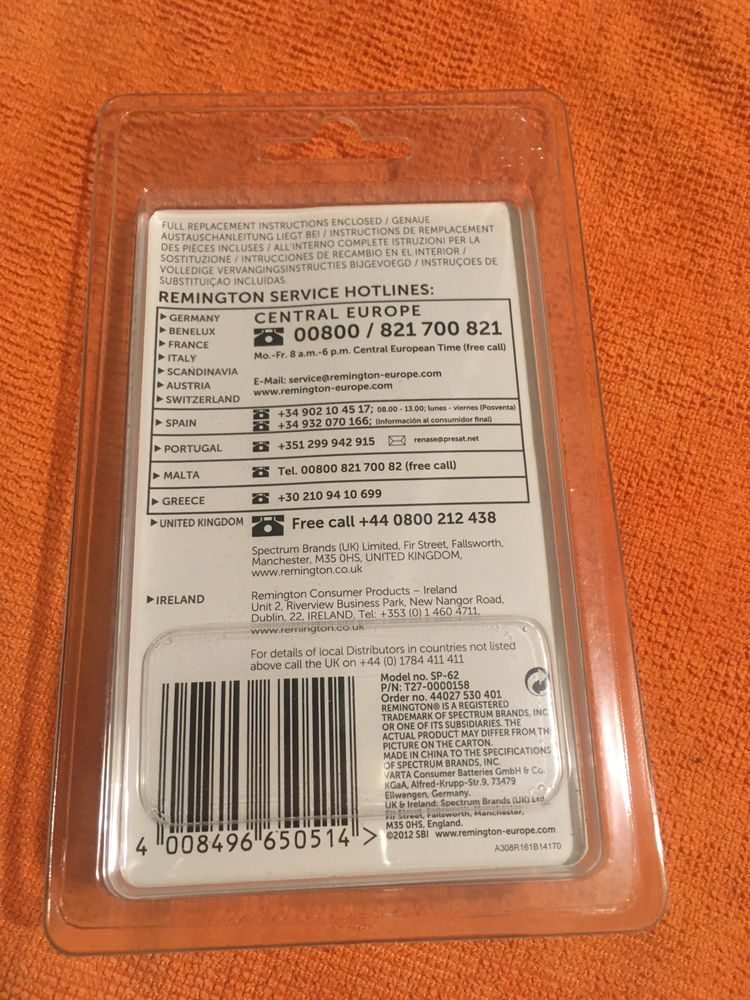 FULL REPLACEMENT INSTRUCTIONS ENCLOSED / GENAUE
AUSTAUSCHANLEITUNG LIEGT BEI / INSTRUCTIONS DE REMPLACEMENT
DES PIÈCES INCLUSES / ALL'INTERNO COMPLETE ISTRUZIONI PER LA
SOSTITUZIONE / INTRUCCIONES DE RECAMBIO EN EL INTERIOR /
VOLLEDIGE VERVANGINGSINSTRUCTIES BIJGEVOEGD / INSTRUÇOES DE
SUBSTITUIÇAO INCLUÍDAS
REMINGTON SERVICE HOTLINES:
GERMANY
BENELUX
FRANCE
ITALY
SCANDINAVIA
AUSTRIA
SWITZERLAND
CENTRAL EUROPE
00800 / 821 700 821
Mo.-Fr. 8 a.m.-6 p.m. Central European Time (free call)
E-Mail: service@remington-europe.com
www.remington-europe.com
SPAIN
+34 902 10 45 17; 08.00 - 13.00; lunes - viernes (Posventa)
+34 932 070 166; (Información al consumidor final)
PORTUGAL +351 299 942 915 renase@presat.net
MALTA Tel. 00800 821 700 82 (free call)
GREECE +30 210 94 10 699
UNITED KINGDOM Free call +44 0800 212 438
Spectrum Brands (UK) Limited, Fir Street, Failsworth,
Manchester, M35 0HS, UNITED KINGDOM,
www.remington.co.uk
IRELAND Remington Consumer Products – Ireland
Unit 2, Riverview Business Park, New Nangor Road,
Dublin, 22, IRELAND, Tel: +353 (0) 1 460 4711,
www.remington.co.uk
For details of local Distributors in countries not listed
above call the UK on +44 (0) 1784 411 411
Model no. SP-62
P/N: T27-0000158
Order no. 44027 530 401
REMINGTON® IS A REGISTERED
TRADEMARK OF SPECTRUM BRANDS, INC
OR ONE OF ITS SUBSIDIARIES. THE
ACTUAL PRODUCT MAY DIFFER FROM TH
PICTURE ON THE CARTON.
MADE IN CHINA TO THE SPECIFICATIONS
OF SPECTRUM BRANDS, INC.
VARTA Consumer Batteries GmbH & Co.
KGaA, Alfred-Krupp-Str.9, 73479
Ellwangen, Germany.
UK & Ireland: Spectrum Brands (UK) Ltd
Fir Street, Failsworth, Manchester,
M35 0HS, England.
©2012 SBI www.remington-europe.com
4 008496 650514 >
A308R161B14170